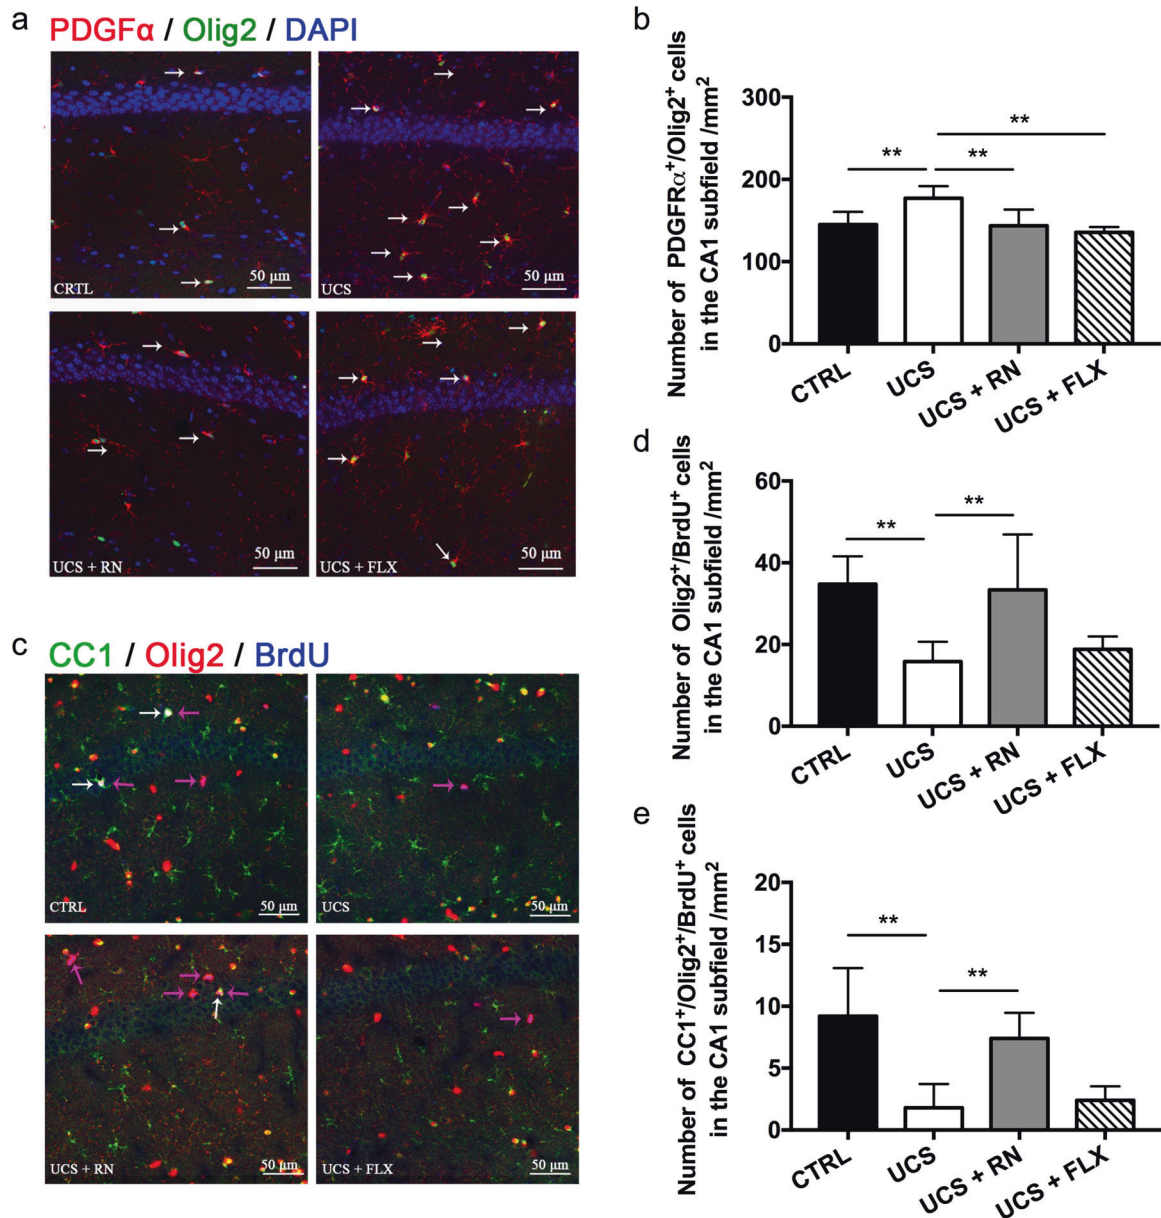 a
PDGFα / Olig2 / DAPI
CRTL
50 μm
UCS
50 μm
UCS + RN
50 μm
UCS + FLX
50 μm
b
Number of PDGFRα⁺/Olig2⁺ cells
in the CA1 subfield /mm²
300
200
100
0
**
**
**
CTRL
UCS
UCS + RN
UCS + FLX
c
CC1 / Olig2 / BrdU
CTRL
50 μm
UCS
50 μm
UCS + RN
50 μm
UCS + FLX
50 μm
d
Number of Olig2⁺/BrdU⁺ cells
in the CA1 subfield /mm²
60
40
20
0
**
**
CTRL
UCS
UCS + RN
UCS + FLX
e
Number of CC1⁺/Olig2⁺/BrdU⁺ cells
in the CA1 subfield /mm²
20
15
10
5
0
**
**
CTRL
UCS
UCS + RN
UCS + FLX